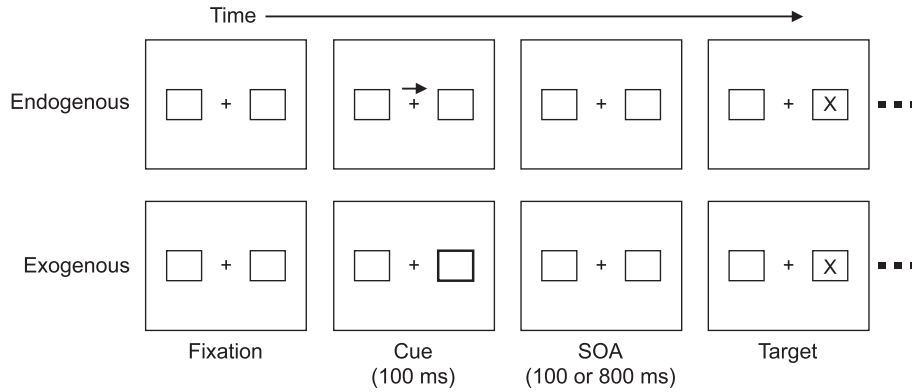 Time
Endogenous
+
+
+
+ X
Exogenous
+
+
+
+ X
Fixation
Cue
(100 ms)
SOA
(100 or 800 ms)
Target